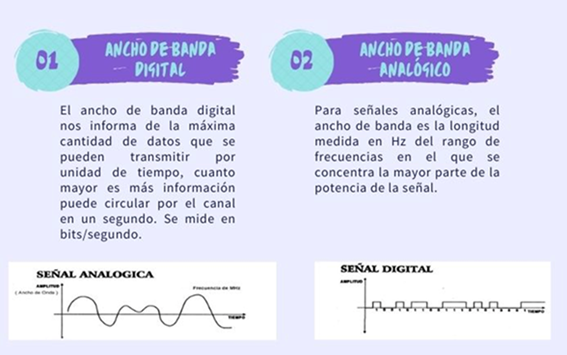 01
ANCHO DE BANDA
DIGITAL
El ancho de banda digital
nos informa de la máxima
cantidad de datos que se
pueden transmitir por
unidad de tiempo, cuanto
mayor es más información
puede circular por el canal
en un segundo. Se mide en
bits/segundo.
SEÑAL ANALOGICA
AMPLITUD
( Ancho de Onda )
Frecuencia de MHz
TIEMPO
02
ANCHO DE BANDA
ANALÓGICO
Para señales analógicas, el
ancho de banda es la longitud
medida en Hz del rango de
frecuencias en el que se
concentra la mayor parte de la
potencia de la señal.
SEÑAL DIGITAL
AMPLITUD
TIEMPO